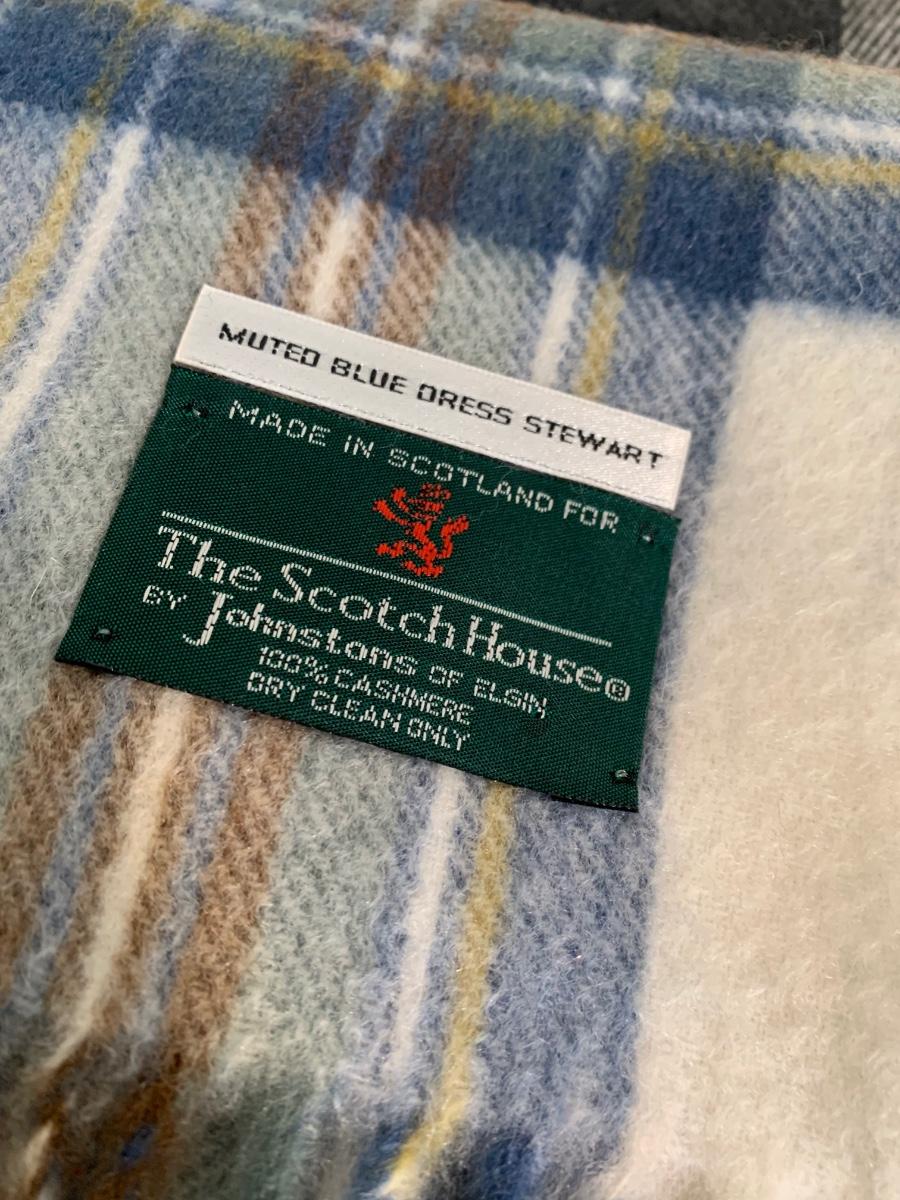 MUTED BLUE DRESS STEWART
MADE IN SCOTLAND FOR
The Scotch House®
BY Johnstons OF ELGIN
100% CASHMERE
DRY CLEAN ONLY